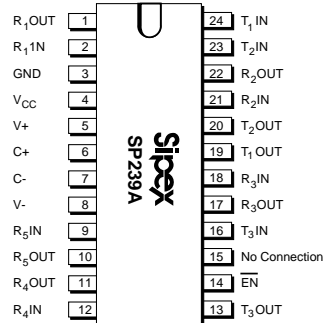 R1OUT 1 24 T1IN
R11N 2 23 T2IN
GND 3 22 R2OUT
VCC 4 21 R2IN
V+ 5 20 T2OUT
C+ 6 19 T1OUT
C- 7 18 R3IN
V- 8 17 R3OUT
R5IN 9 16 T3IN
R5OUT 10 15 No Connection
R4OUT 11 14 EN
R4IN 12 13 T3OUT
Sipex
SP239A